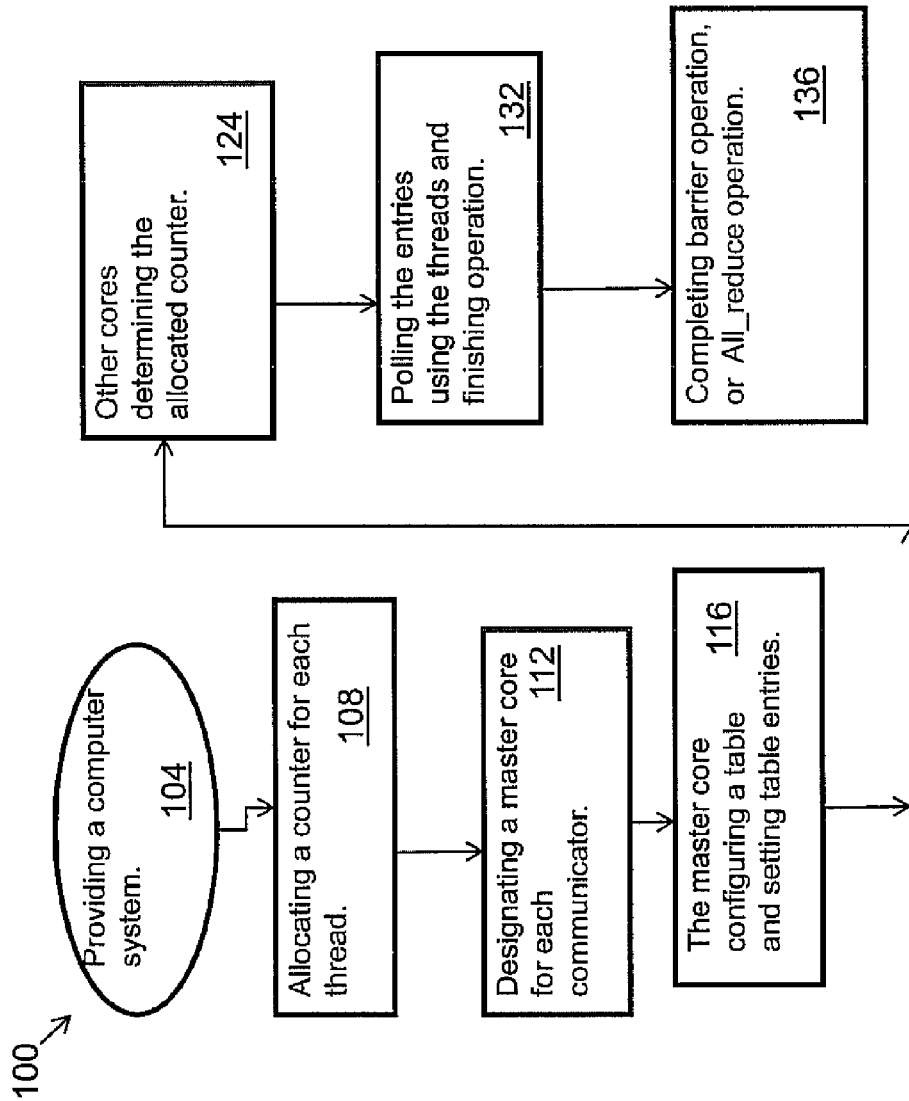 100
Providing a computer
system.
104
Allocating a counter for each
thread.
108
Designating a master core
for each
communicator.
112
The master core
configuring a table
and setting table entries.
116
Other cores
determining the
allocated counter.
124
Polling the entries
using the threads and
finishing operation.
132
Completing barrier operation,
or All_reduce operation.
136